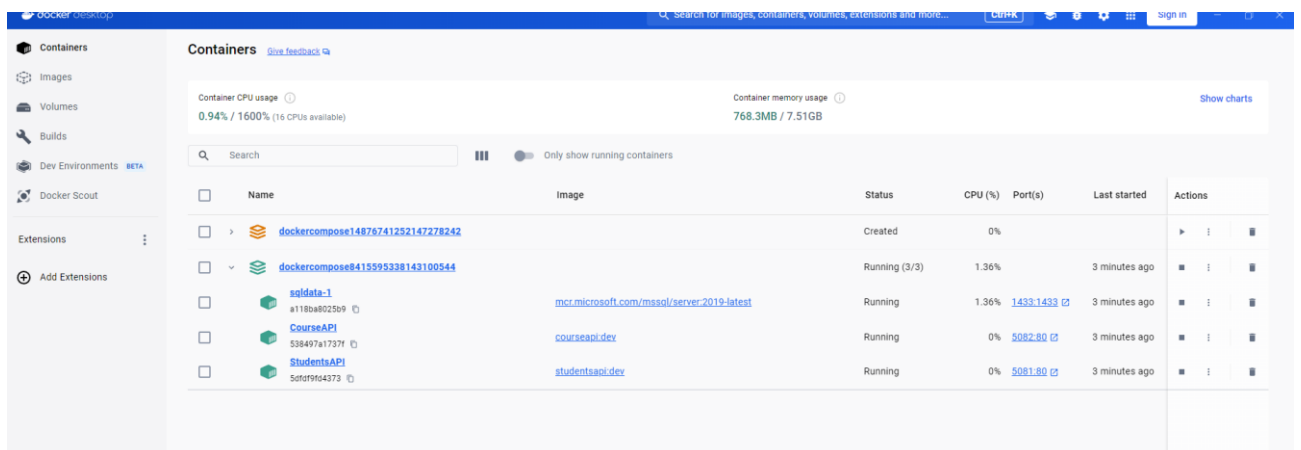 docker desktop
Search for images, containers, volumes, extensions and more...
Ctrl+K
Sign in
Containers
Images
Volumes
Builds
Dev Environments BETA
Docker Scout
Extensions
Add Extensions
Containers Give feedback
Container CPU usage
0.94% / 1600% (16 CPUs available)
Container memory usage
768.3MB / 7.51GB
Show charts
Search
Only show running containers
Name Image Status CPU (%) Port(s) Last started Actions
dockercompose14876741252147278242 Created 0%
dockercompose8415595338143100544 Running (3/3) 1.36% 3 minutes ago
sqldata-1
a118ba8025b9
mcr.microsoft.com/mssql/server:2019-latest Running 1.36% 1433:1433 3 minutes ago
CourseAPI
538497a1737f
courseapi:dev Running 0% 5082:80 3 minutes ago
StudentsAPI
5dfdf9fd4373
studentsapi:dev Running 0% 5081:80 3 minutes ago